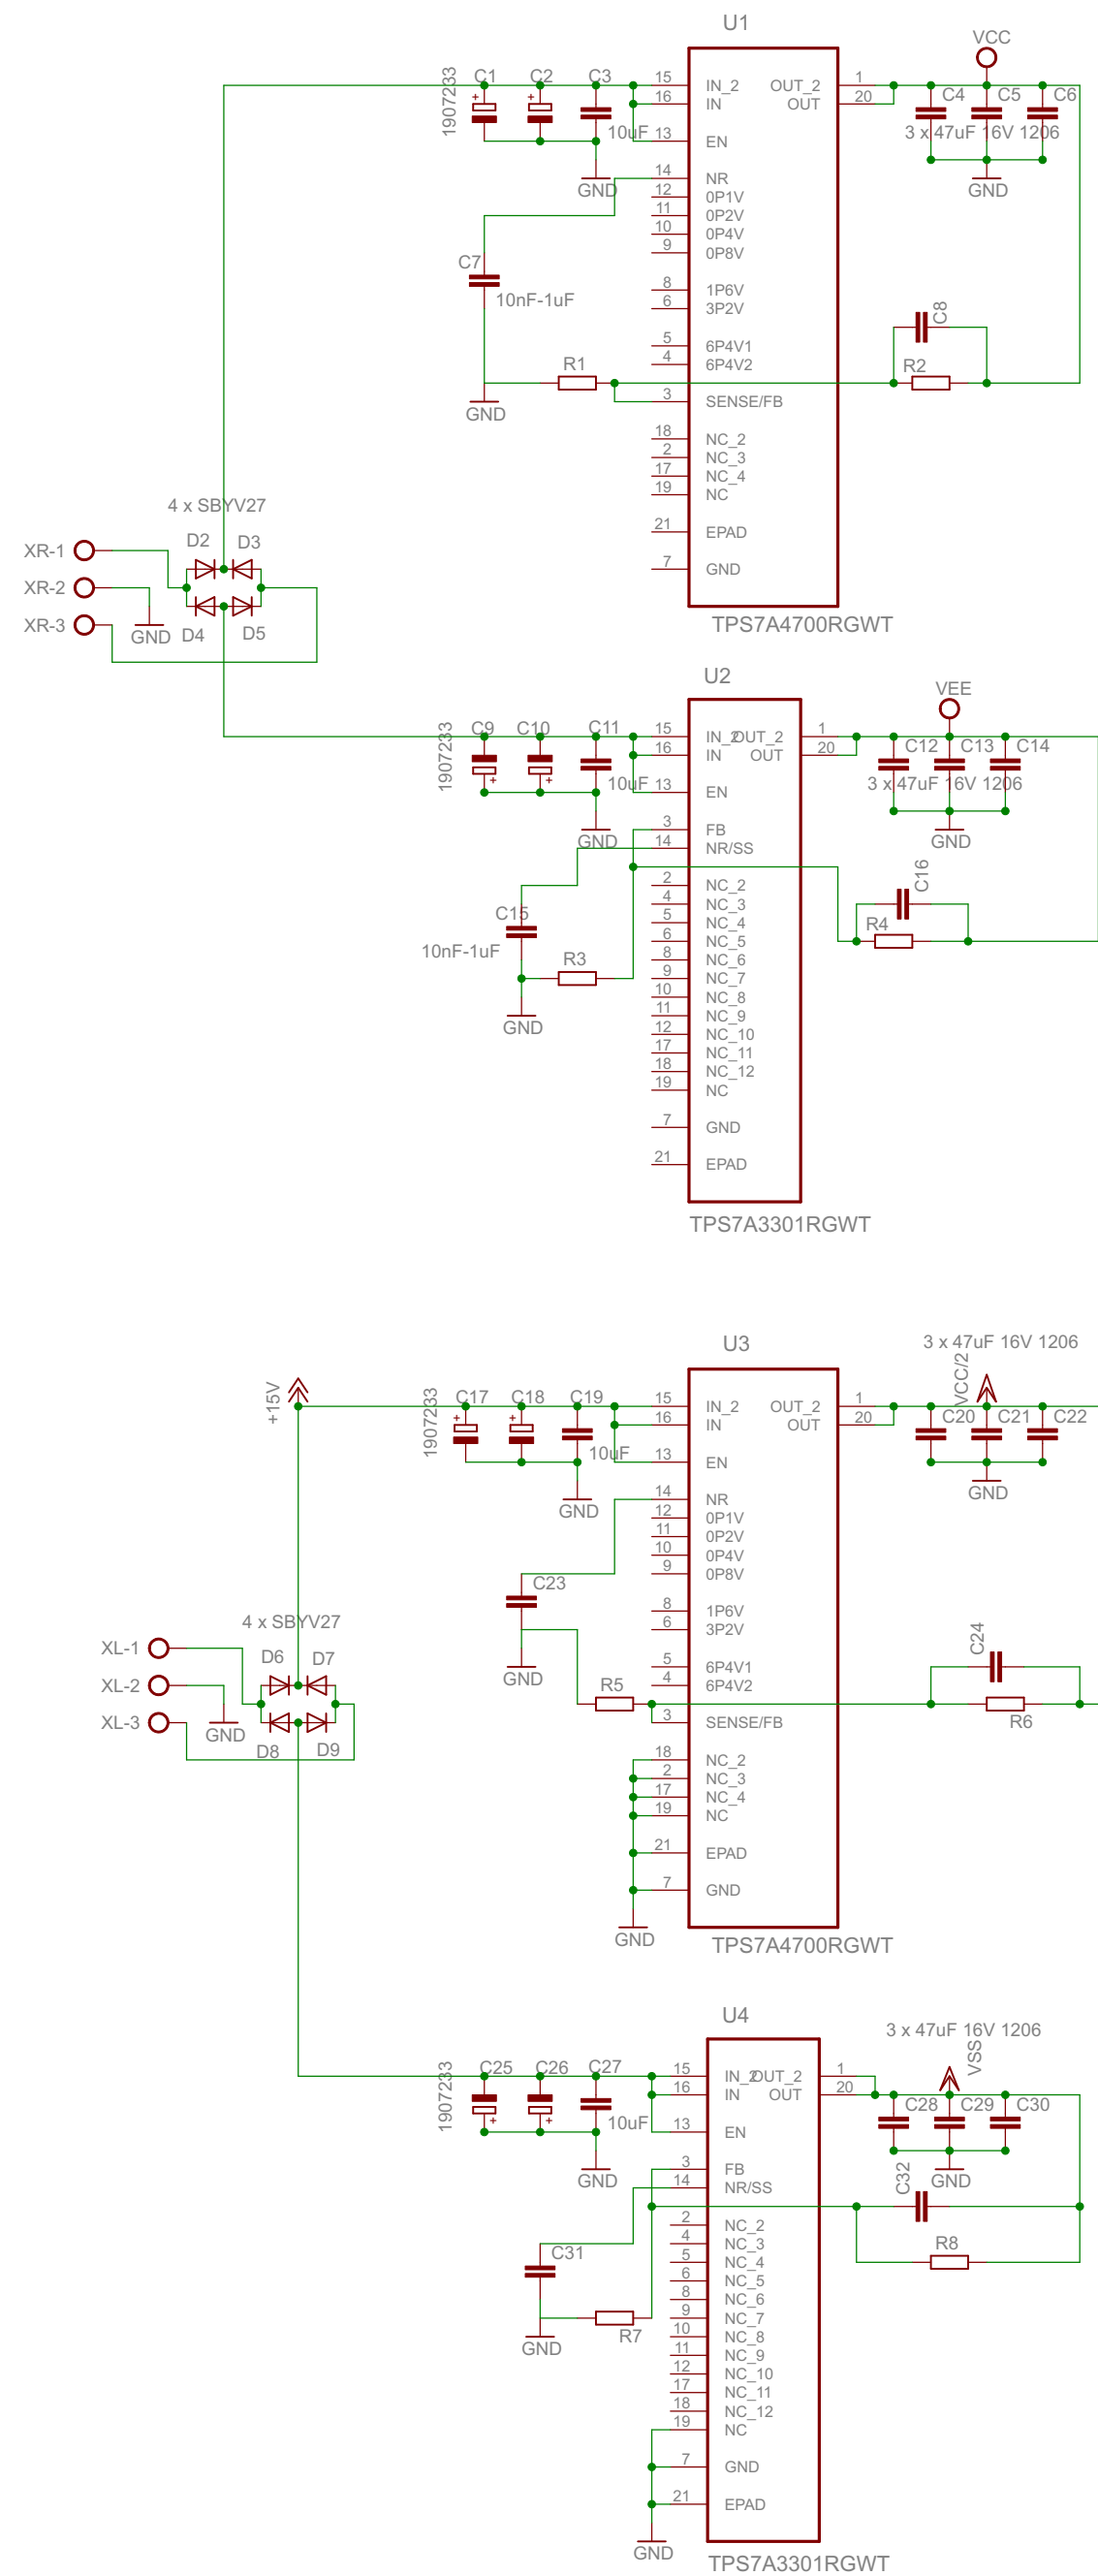 U1
VCC
1907233
C1
C2
C3
10uF
GND
15 IN_2
16 IN
13 EN
14 NR
12 0P1V
11 0P2V
10 0P4V
9 0P8V
8 1P6V
6 3P2V
5 6P4V1
4 6P4V2
3 SENSE/FB
18 NC_2
2 NC_3
17 NC_4
19 NC
21 EPAD
7 GND
OUT_2 1
OUT 20
C4
C5
C6
3 x 47uF 16V 1206
GND
C7
10nF-1uF
GND
R1
C8
R2
TPS7A4700RGWT
4 x SBYV27
D2
D3
D4
D5
XR-1
XR-2
XR-3
GND
U2
VEE
1907233
C9
C10
C11
10uF
GND
15 IN_2
16 IN
13 EN
3 FB
14 NR/SS
2 NC_2
4 NC_3
5 NC_4
6 NC_5
8 NC_6
9 NC_7
10 NC_8
11 NC_9
12 NC_10
17 NC_11
18 NC_12
19 NC
7 GND
21 EPAD
OUT_2 1
OUT 20
C12
C13
C14
3 x 47uF 16V 1206
GND
C16
R4
C15
10nF-1uF
R3
GND
TPS7A3301RGWT
U3
3 x 47uF 16V 1206
VCC/2
+15V
1907233
C17
C18
C19
10uF
GND
15 IN_2
16 IN
13 EN
14 NR
12 0P1V
11 0P2V
10 0P4V
9 0P8V
8 1P6V
6 3P2V
5 6P4V1
4 6P4V2
3 SENSE/FB
18 NC_2
2 NC_3
17 NC_4
19 NC
21 EPAD
7 GND
OUT_2 1
OUT 20
C20
C21
C22
GND
C23
GND
R5
C24
R6
GND
TPS7A4700RGWT
4 x SBYV27
D6
D7
D8
D9
XL-1
XL-2
XL-3
GND
U4
3 x 47uF 16V 1206
VSS
1907233
C25
C26
C27
10uF
GND
15 IN_2
16 IN
13 EN
3 FB
14 NR/SS
2 NC_2
4 NC_3
5 NC_4
6 NC_5
8 NC_6
9 NC_7
10 NC_8
11 NC_9
12 NC_10
17 NC_11
18 NC_12
19 NC
7 GND
21 EPAD
OUT_2 1
OUT 20
C28
C29
C30
GND
C32
R8
C31
R7
GND
GND
TPS7A3301RGWT